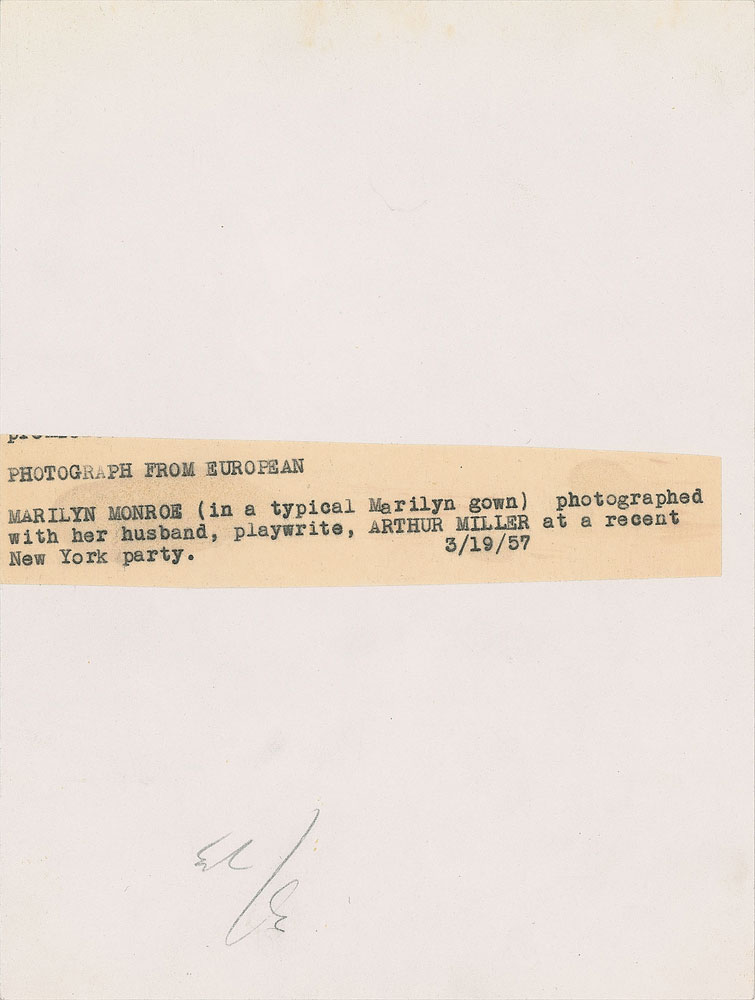 PHOTOGRAPH FROM EUROPEAN
MARILYN MONROE (in a typical Marilyn gown) photographed
with her husband, playwrite, ARTHUR MILLER at a recent
New York party. 3/19/57